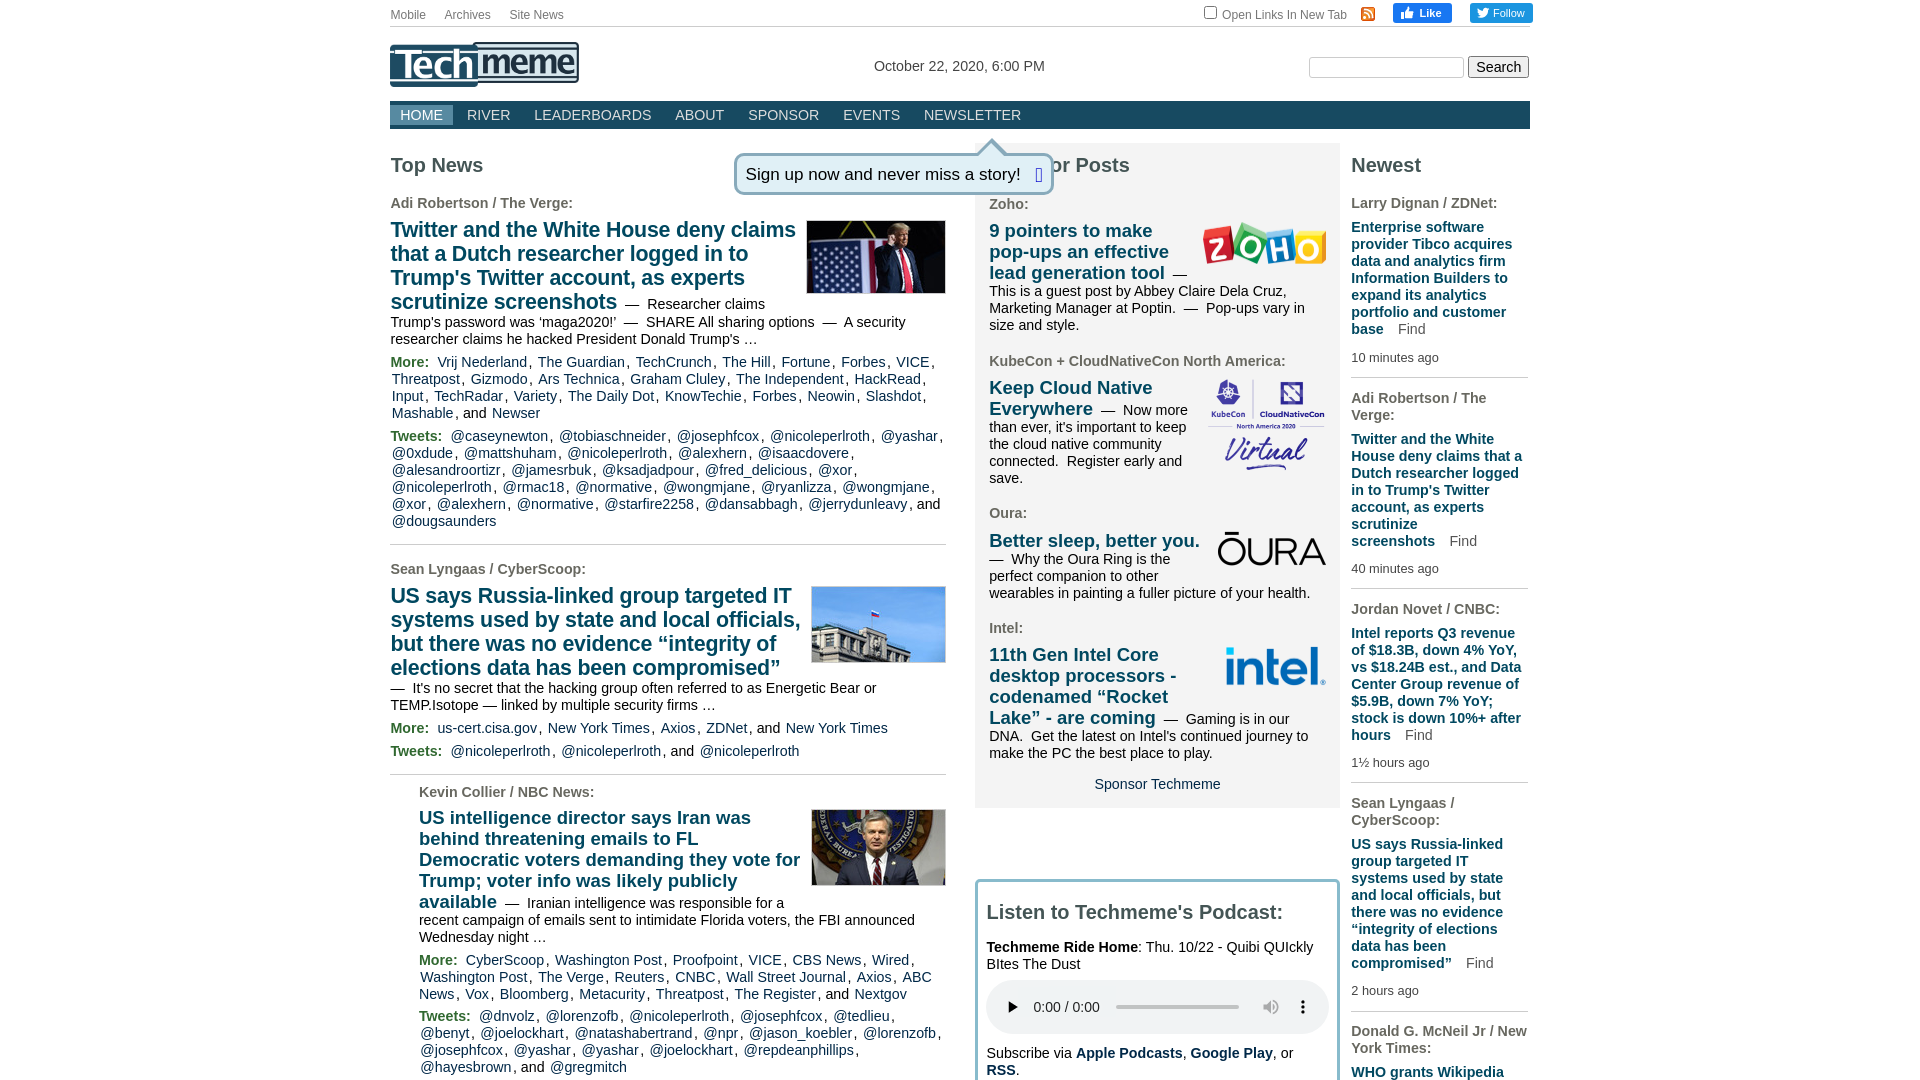 Mobile Archives Site News
Open Links In New Tab
Like
Follow
Techmeme
October 22, 2020, 6:00 PM
Search
HOME RIVER LEADERBOARDS ABOUT SPONSOR EVENTS NEWSLETTER
Sign up now and never miss a story!
Top News
Adi Robertson / The Verge:
Twitter and the White House deny claims
that a Dutch researcher logged in to
Trump's Twitter account, as experts
scrutinize screenshots — Researcher claims
Trump's password was ‘maga2020!’ — SHARE All sharing options — A security
researcher claims he hacked President Donald Trump's …
More: Vrij Nederland, The Guardian, TechCrunch, The Hill, Fortune, Forbes, VICE,
Threatpost, Gizmodo, Ars Technica, Graham Cluley, The Independent, HackRead,
Input, TechRadar, Variety, The Daily Dot, KnowTechie, Forbes, Neowin, Slashdot,
Mashable, and Newser
Tweets: @caseynewton, @tobiaschneider, @josephfcox, @nicoleperlroth, @yashar,
@0xdude, @mattshuham, @nicoleperlroth, @alexhern, @isaacdovere,
@alesandroortizr, @jamesrbuk, @ksadjadpour, @fred_delicious, @xor,
@nicoleperlroth, @rmac18, @normative, @wongmjane, @ryanlizza, @wongmjane,
@xor, @alexhern, @normative, @starfire2258, @dansabbagh, @jerrydunleavy, and
@dougsaunders
Sean Lyngaas / CyberScoop:
US says Russia-linked group targeted IT
systems used by state and local officials,
but there was no evidence “integrity of
elections data has been compromised”
— It's no secret that the hacking group often referred to as Energetic Bear or
TEMP.Isotope — linked by multiple security firms …
More: us-cert.cisa.gov, New York Times, Axios, ZDNet, and New York Times
Tweets: @nicoleperlroth, @nicoleperlroth, and @nicoleperlroth
Kevin Collier / NBC News:
US intelligence director says Iran was
behind threatening emails to FL
Democratic voters demanding they vote for
Trump; voter info was likely publicly
available — Iranian intelligence was responsible for a
recent campaign of emails sent to intimidate Florida voters, the FBI announced
Wednesday night …
More: CyberScoop, Washington Post, Proofpoint, VICE, CBS News, Wired,
Washington Post, The Verge, Reuters, CNBC, Wall Street Journal, Axios, ABC
News, Vox, Bloomberg, Metacurity, Threatpost, The Register, and Nextgov
Tweets: @dnvolz, @lorenzofb, @nicoleperlroth, @josephfcox, @tedlieu,
@benyt, @joelockhart, @natashabertrand, @npr, @jason_koebler, @lorenzofb,
@josephfcox, @yashar, @yashar, @joelockhart, @repdeanphillips,
@hayesbrown, and @gregmitch
or Posts
Zoho:
ZOHO
9 pointers to make
pop-ups an effective
lead generation tool —
This is a guest post by Abbey Claire Dela Cruz,
Marketing Manager at Poptin. — Pop-ups vary in
size and style.
KubeCon + CloudNativeCon North America:
KubeCon CloudNativeCon
North America 2020
Virtual
Keep Cloud Native
Everywhere — Now more
than ever, it's important to keep
the cloud native community
connected. Register early and
save.
Oura:
ŌURA
Better sleep, better you.
— Why the Oura Ring is the
perfect companion to other
wearables in painting a fuller picture of your health.
Intel:
intel
11th Gen Intel Core
desktop processors -
codenamed “Rocket
Lake” - are coming — Gaming is in our
DNA. Get the latest on Intel's continued journey to
make the PC the best place to play.
Sponsor Techmeme
Listen to Techmeme's Podcast:
Techmeme Ride Home: Thu. 10/22 - Quibi QUIckly
BItes The Dust
0:00 / 0:00
Subscribe via Apple Podcasts, Google Play, or
RSS.
Newest
Larry Dignan / ZDNet:
Enterprise software
provider Tibco acquires
data and analytics firm
Information Builders to
expand its analytics
portfolio and customer
base Find
10 minutes ago
Adi Robertson / The
Verge:
Twitter and the White
House deny claims that a
Dutch researcher logged
in to Trump's Twitter
account, as experts
scrutinize
screenshots Find
40 minutes ago
Jordan Novet / CNBC:
Intel reports Q3 revenue
of $18.3B, down 4% YoY,
vs $18.24B est., and Data
Center Group revenue of
$5.9B, down 7% YoY;
stock is down 10%+ after
hours Find
1½ hours ago
Sean Lyngaas /
CyberScoop:
US says Russia-linked
group targeted IT
systems used by state
and local officials, but
there was no evidence
“integrity of elections
data has been
compromised” Find
2 hours ago
Donald G. McNeil Jr / New
York Times:
WHO grants Wikipedia